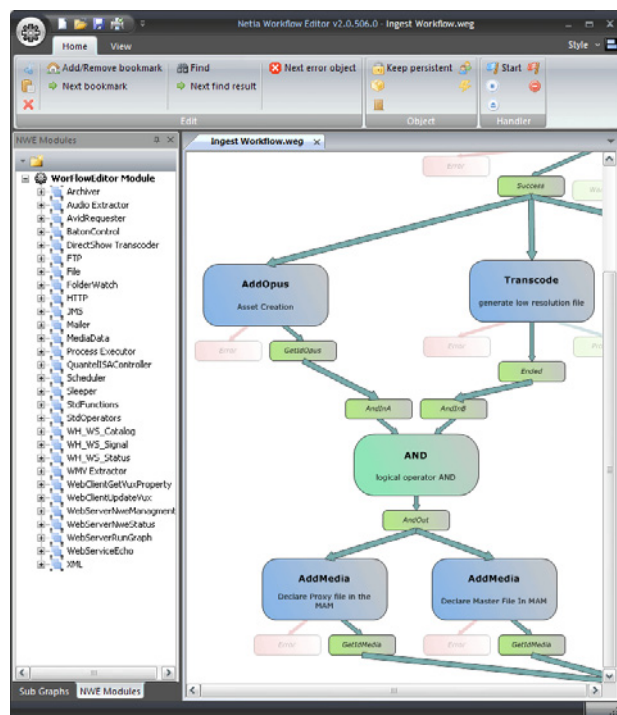 Netia Workflow Editor v2.0.506.0 - Ingest Workflow.weg
Home View Style
Add/Remove bookmark Find Next error object Keep persistent Start
Next bookmark Next find result
Edit Object Handler
NWE Modules
Ingest Workflow.weg
WorFlowEditor Module
Archiver
Audio Extractor
AvidRequester
BatonControl
DirectShow Transcoder
FTP
File
FolderWatch
HTTP
JMS
Mailer
MediaData
Process Executor
QuantelISAController
Scheduler
Sleeper
StdFunctions
StdOperators
WH_WS_Catalog
WH_WS_Signal
WH_WS_Status
WMV Extractor
WebClientGetVuxProperty
WebClientUpdateVux
WebServerNweManagment
WebServerNweStatus
WebServerRunGraph
WebServiceEcho
XML
Sub Graphs NWE Modules
Error
Success
AddOpus
Asset Creation
Transcode
generate low resolution file
Error
GetIdOpus
Error
Ended
AndInA
AndInB
AND
logical operator AND
AndOut
AddMedia
Declare Proxy file in the
MAM
AddMedia
Declare Master File In MAM
Error
GetIdMedia
Error
GetIdMedia